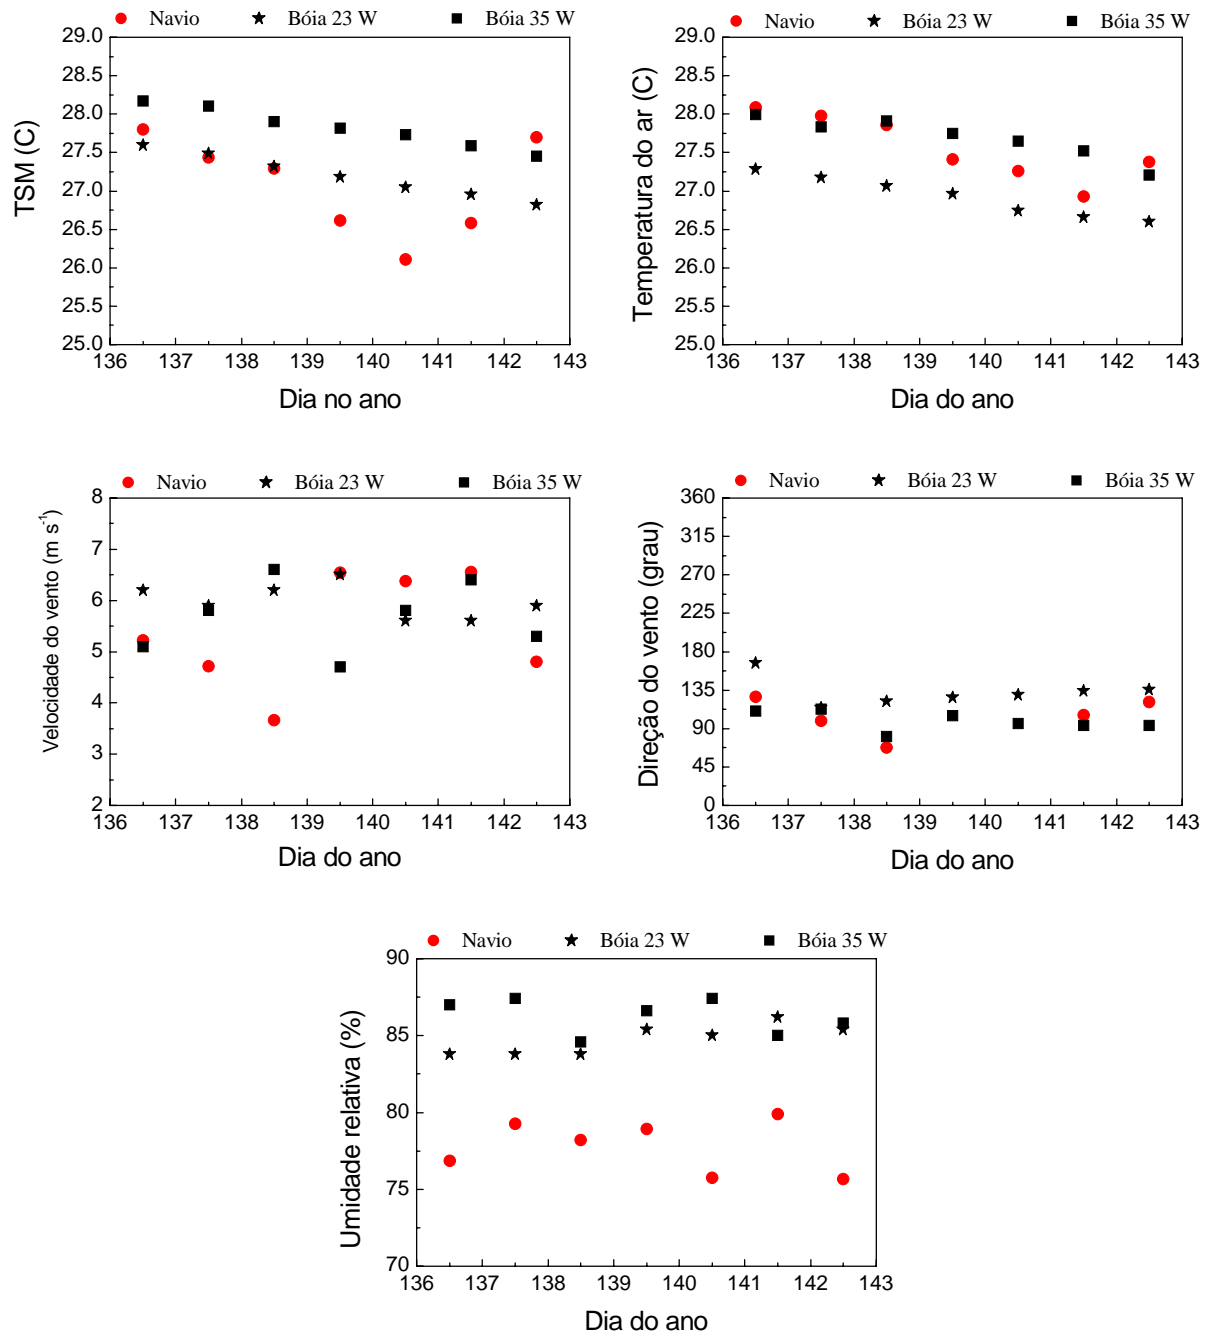 Navio Bóia 23 W Bóia 35 W
29.0
28.5
28.0
27.5
27.0
26.5
26.0
25.5
25.0
TSM (C)
136 137 138 139 140 141 142 143
Dia no ano
Navio Bóia 23 W Bóia 35 W
29.0
28.5
28.0
27.5
27.0
26.5
26.0
25.5
25.0
Temperatura do ar (C)
136 137 138 139 140 141 142 143
Dia do ano
Navio Bóia 23 W Bóia 35 W
8
7
6
5
4
3
2
Velocidade do vento (m s⁻¹)
136 137 138 139 140 141 142 143
Dia do ano
Navio Bóia 23 W Bóia 35 W
360
315
270
225
180
135
90
45
0
Direção do vento (grau)
136 137 138 139 140 141 142 143
Dia do ano
Navio Bóia 23 W Bóia 35 W
90
85
80
75
70
Umidade relativa (%)
136 137 138 139 140 141 142 143
Dia do ano